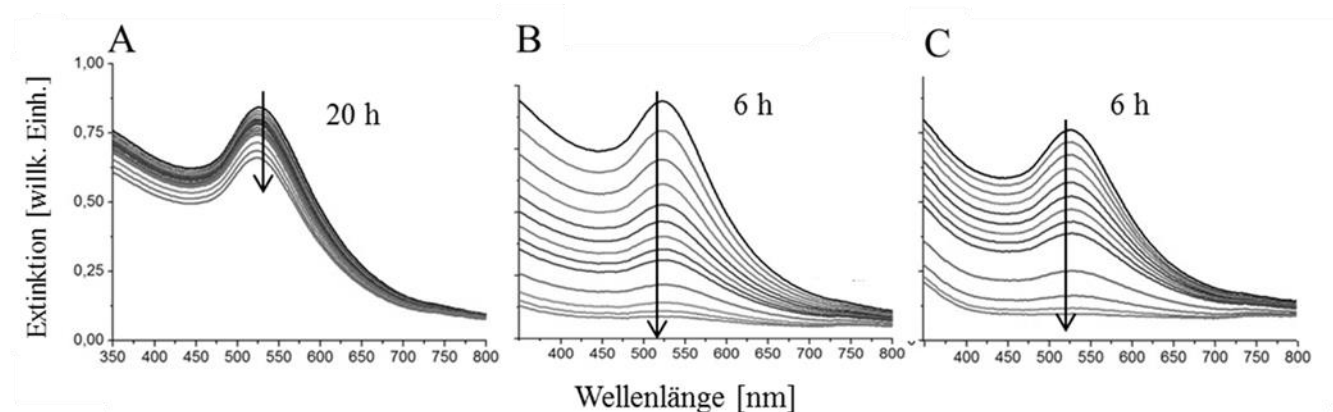 A
B
C
20 h
6 h
6 h
Extinktion [willk. Einh.]
1,00
0,75
0,50
0,25
0,00
350 400 450 500 550 600 650 700 750 800
400 450 500 550 600 650 700 750 800
400 450 500 550 600 650 700 750 800
Wellenlänge [nm]